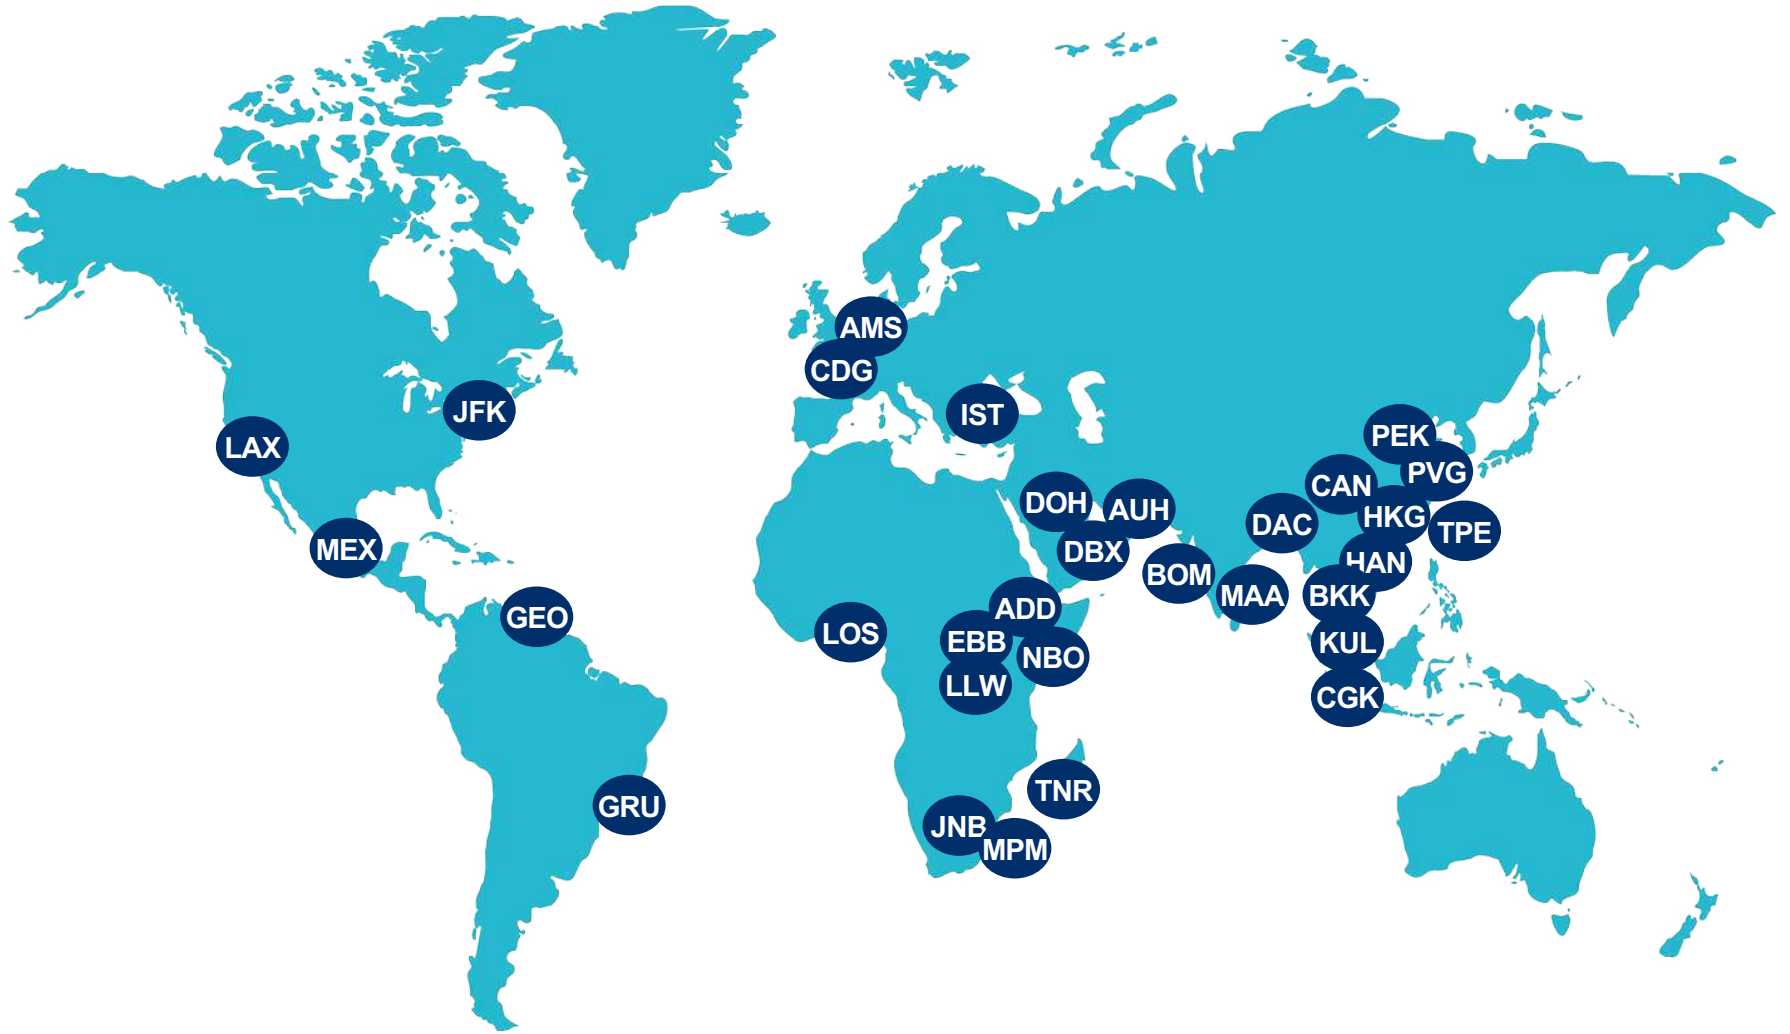 AMS
CDG
JFK
IST
LAX
PEK
PVG
CAN
DOH
AUH
HKG
DAC
TPE
MEX
DBX
HAN
BOM
MAA
BKK
ADD
GEO
LOS
EBB
KUL
NBO
LLW
CGK
TNR
GRU
JNB
MPM